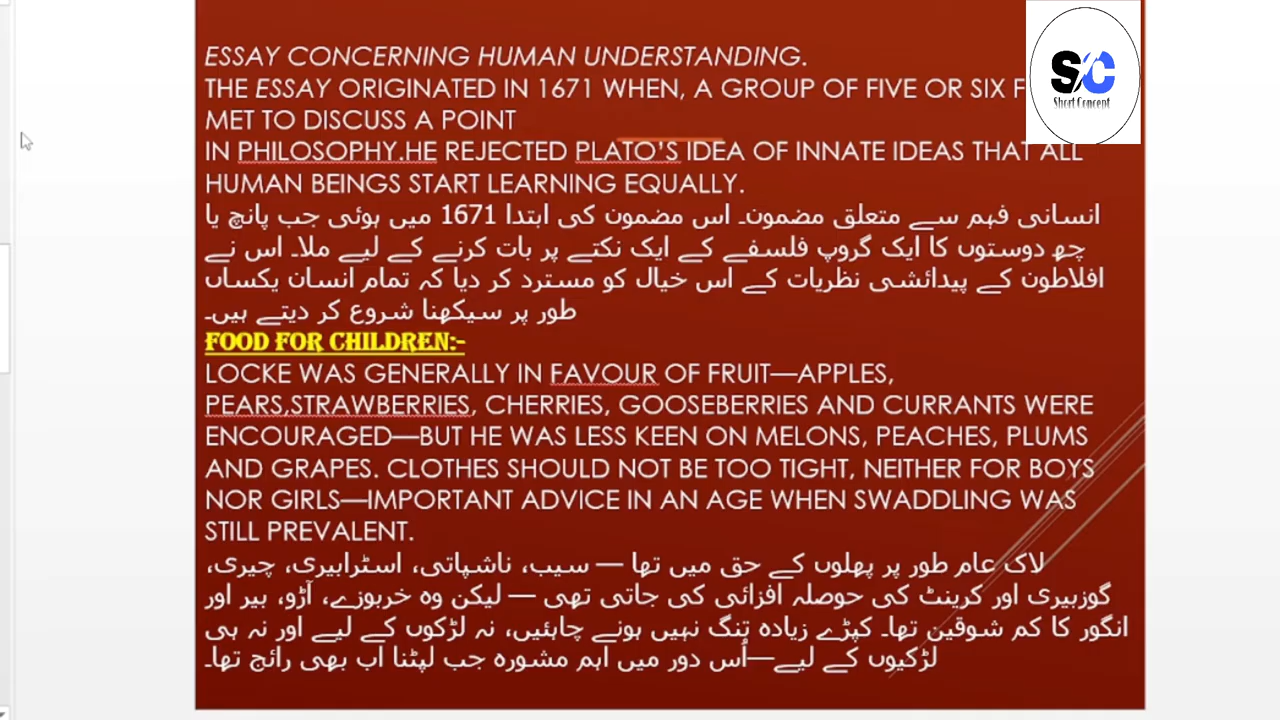 ESSAY CONCERNING HUMAN UNDERSTANDING.
THE ESSAY ORIGINATED IN 1671 WHEN, A GROUP OF FIVE OR SIX F
MET TO DISCUSS A POINT
IN PHILOSOPHY.HE REJECTED PLATO'S IDEA OF INNATE IDEAS THAT ALL
HUMAN BEINGS START LEARNING EQUALLY.
انسانی فہم سے متعلق مضمون۔ اس مضمون کی ابتدا 1671 میں ہوئی جب پانچ یا
چھ دوستوں کا ایک گروپ فلسفے کے ایک نکتے پر بات کرنے کے لیے ملا۔ اس نے
افلاطون کے پیدائشی نظریات کے اس خیال کو مسترد کر دیا کہ تمام انسان یکساں
طور پر سیکھنا شروع کر دیتے ہیں۔
FOOD FOR CHILDREN:-
LOCKE WAS GENERALLY IN FAVOUR OF FRUIT—APPLES,
PEARS,STRAWBERRIES, CHERRIES, GOOSEBERRIES AND CURRANTS WERE
ENCOURAGED—BUT HE WAS LESS KEEN ON MELONS, PEACHES, PLUMS
AND GRAPES. CLOTHES SHOULD NOT BE TOO TIGHT, NEITHER FOR BOYS
NOR GIRLS—IMPORTANT ADVICE IN AN AGE WHEN SWADDLING WAS
STILL PREVALENT.
لاک عام طور پر پھلوں کے حق میں تھا — سیب، ناشپاتی، اسٹرابیری، چیری،
گوزبیری اور کرینٹ کی حوصلہ افزائی کی جاتی تھی — لیکن وہ خربوزے، آڑو، بیر اور
انگور کا کم شوقین تھا۔ کپڑے زیادہ تنگ نہیں ہونے چاہئیں، نہ لڑکوں کے لیے اور نہ ہی
لڑکیوں کے لیے—اُس دور میں اہم مشورہ جب لپٹنا اب بھی رائج تھا۔
S/C
Short Concept